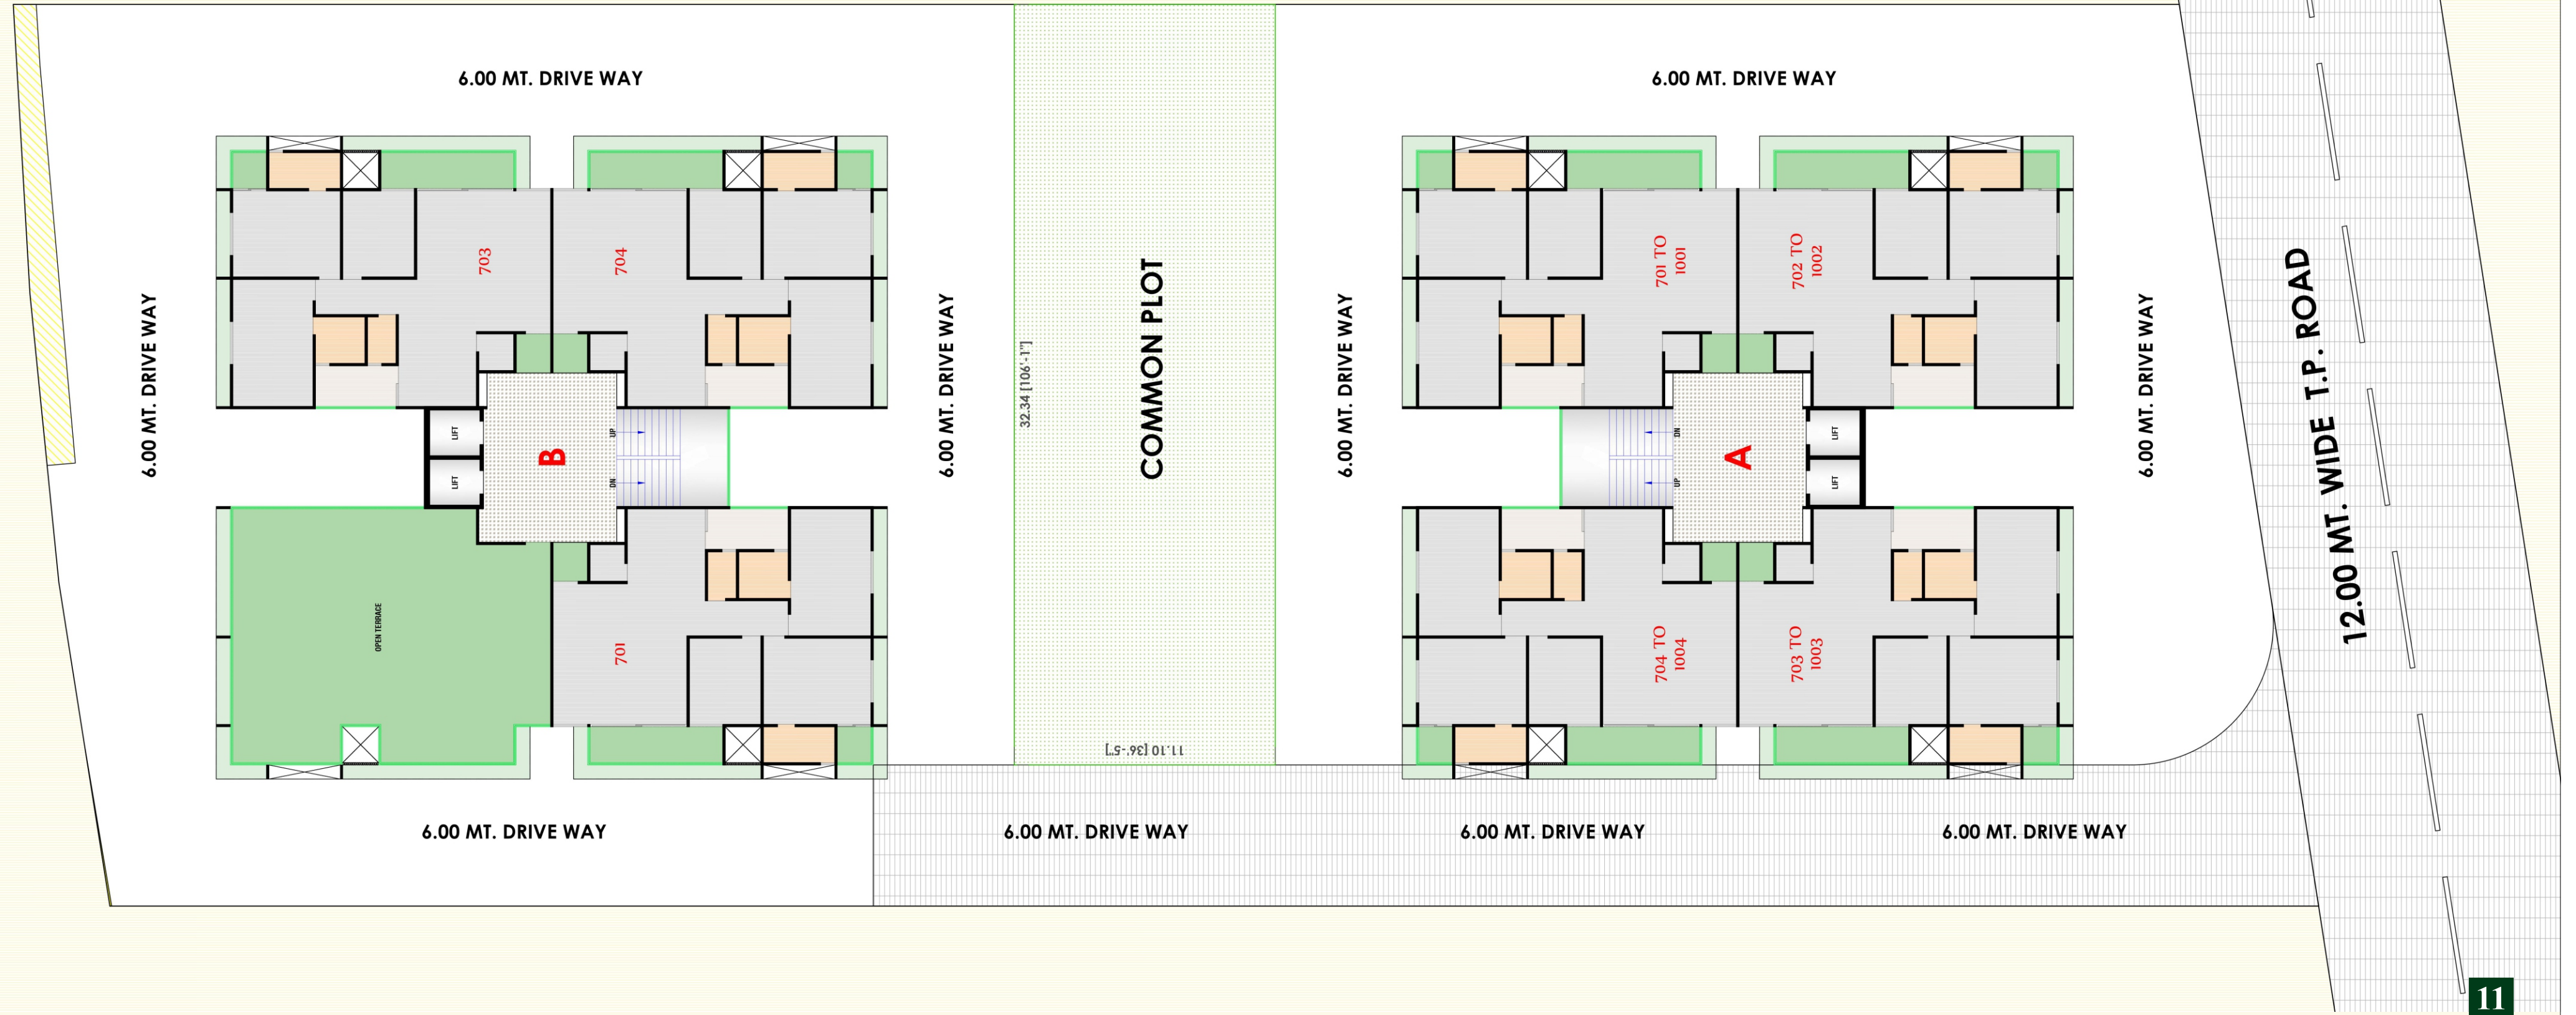 6.00 MT. DRIVE WAY
6.00 MT. DRIVE WAY
703
704
701 TO
1001
702 TO
1002
6.00 MT. DRIVE WAY
6.00 MT. DRIVE WAY
32.34 [106'-1"]
COMMON PLOT
6.00 MT. DRIVE WAY
6.00 MT. DRIVE WAY
12.00 MT. WIDE T.P. ROAD
LIFT
LIFT
B
UP
DN
DN
UP
A
LIFT
LIFT
OPEN TERRACE
701
704 TO
1004
703 TO
1003
11.10 [36'-5"]
6.00 MT. DRIVE WAY
6.00 MT. DRIVE WAY
6.00 MT. DRIVE WAY
6.00 MT. DRIVE WAY
11